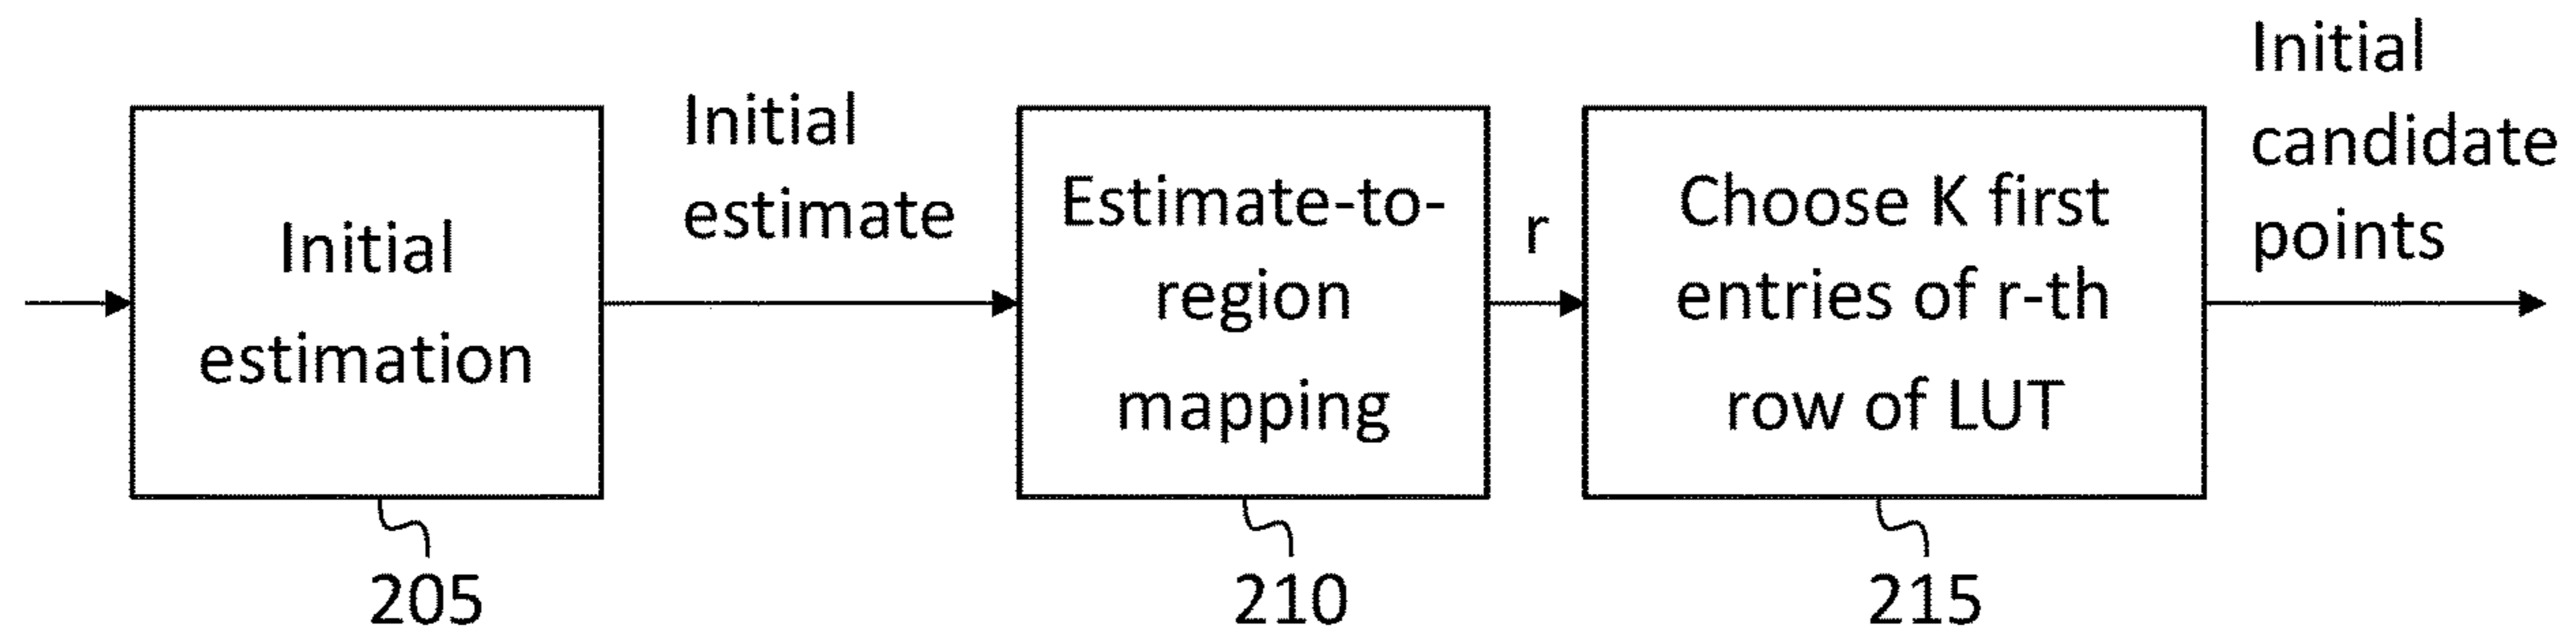 Initial
estimation
205
Initial
estimate
Estimate-to-
region
mapping
210
r
Choose K first
entries of r-th
row of LUT
215
Initial
candidate
points